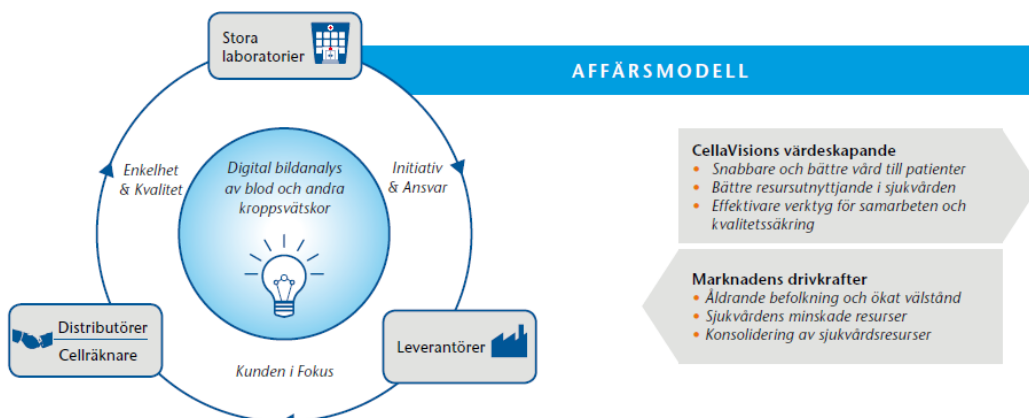 Stora
laboratorier
AFFÄRSMODELL
Enkelhet
& Kvalitet
Digital bildanalys
av blod och andra
kroppsvätskor
Initiativ
& Ansvar
Distributörer
Cellräknare
Leverantörer
Kunden i Fokus
CellaVisions värdeskapande
• Snabbare och bättre vård till patienter
• Bättre resursutnyttjande i sjukvården
• Effektivare verktyg för samarbeten och
kvalitetssäkring
Marknadens drivkrafter
• Åldrande befolkning och ökat välstånd
• Sjukvårdens minskade resurser
• Konsolidering av sjukvårdsresurser